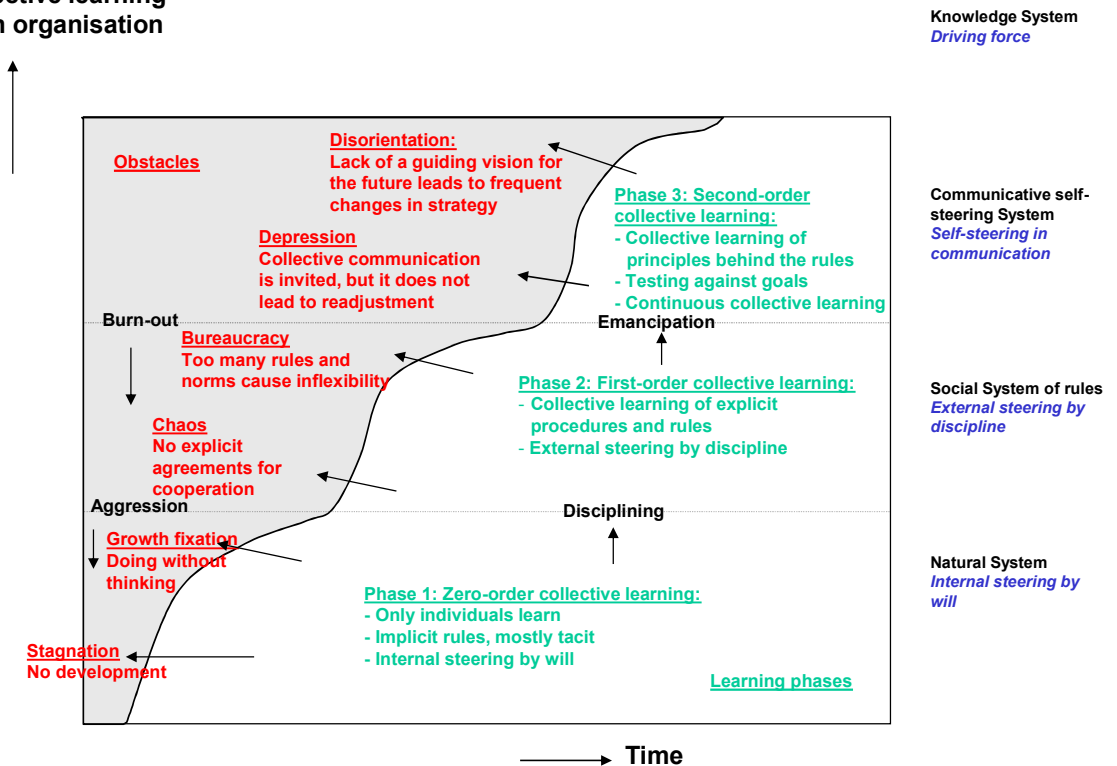 organisation
Knowledge System
Driving force
Obstacles
Disorientation:
Lack of a guiding vision for
the future leads to frequent
changes in strategy
Depression
Collective communication
is invited, but it does not
lead to readjustment
Phase 3: Second-order
collective learning:
- Collective learning of
principles behind the rules
- Testing against goals
- Continuous collective learning
Communicative self-
steering System
Self-steering in
communication
Burn-out
Emancipation
Bureaucracy
Too many rules and
norms cause inflexibility
Phase 2: First-order collective learning:
- Collective learning of explicit
procedures and rules
- External steering by discipline
Social System of rules
External steering by
discipline
Chaos
No explicit
agreements for
cooperation
Aggression
Disciplining
Growth fixation
Doing without
thinking
Phase 1: Zero-order collective learning:
- Only individuals learn
- Implicit rules, mostly tacit
- Internal steering by will
Natural System
Internal steering by
will
Stagnation
No development
Learning phases
Time